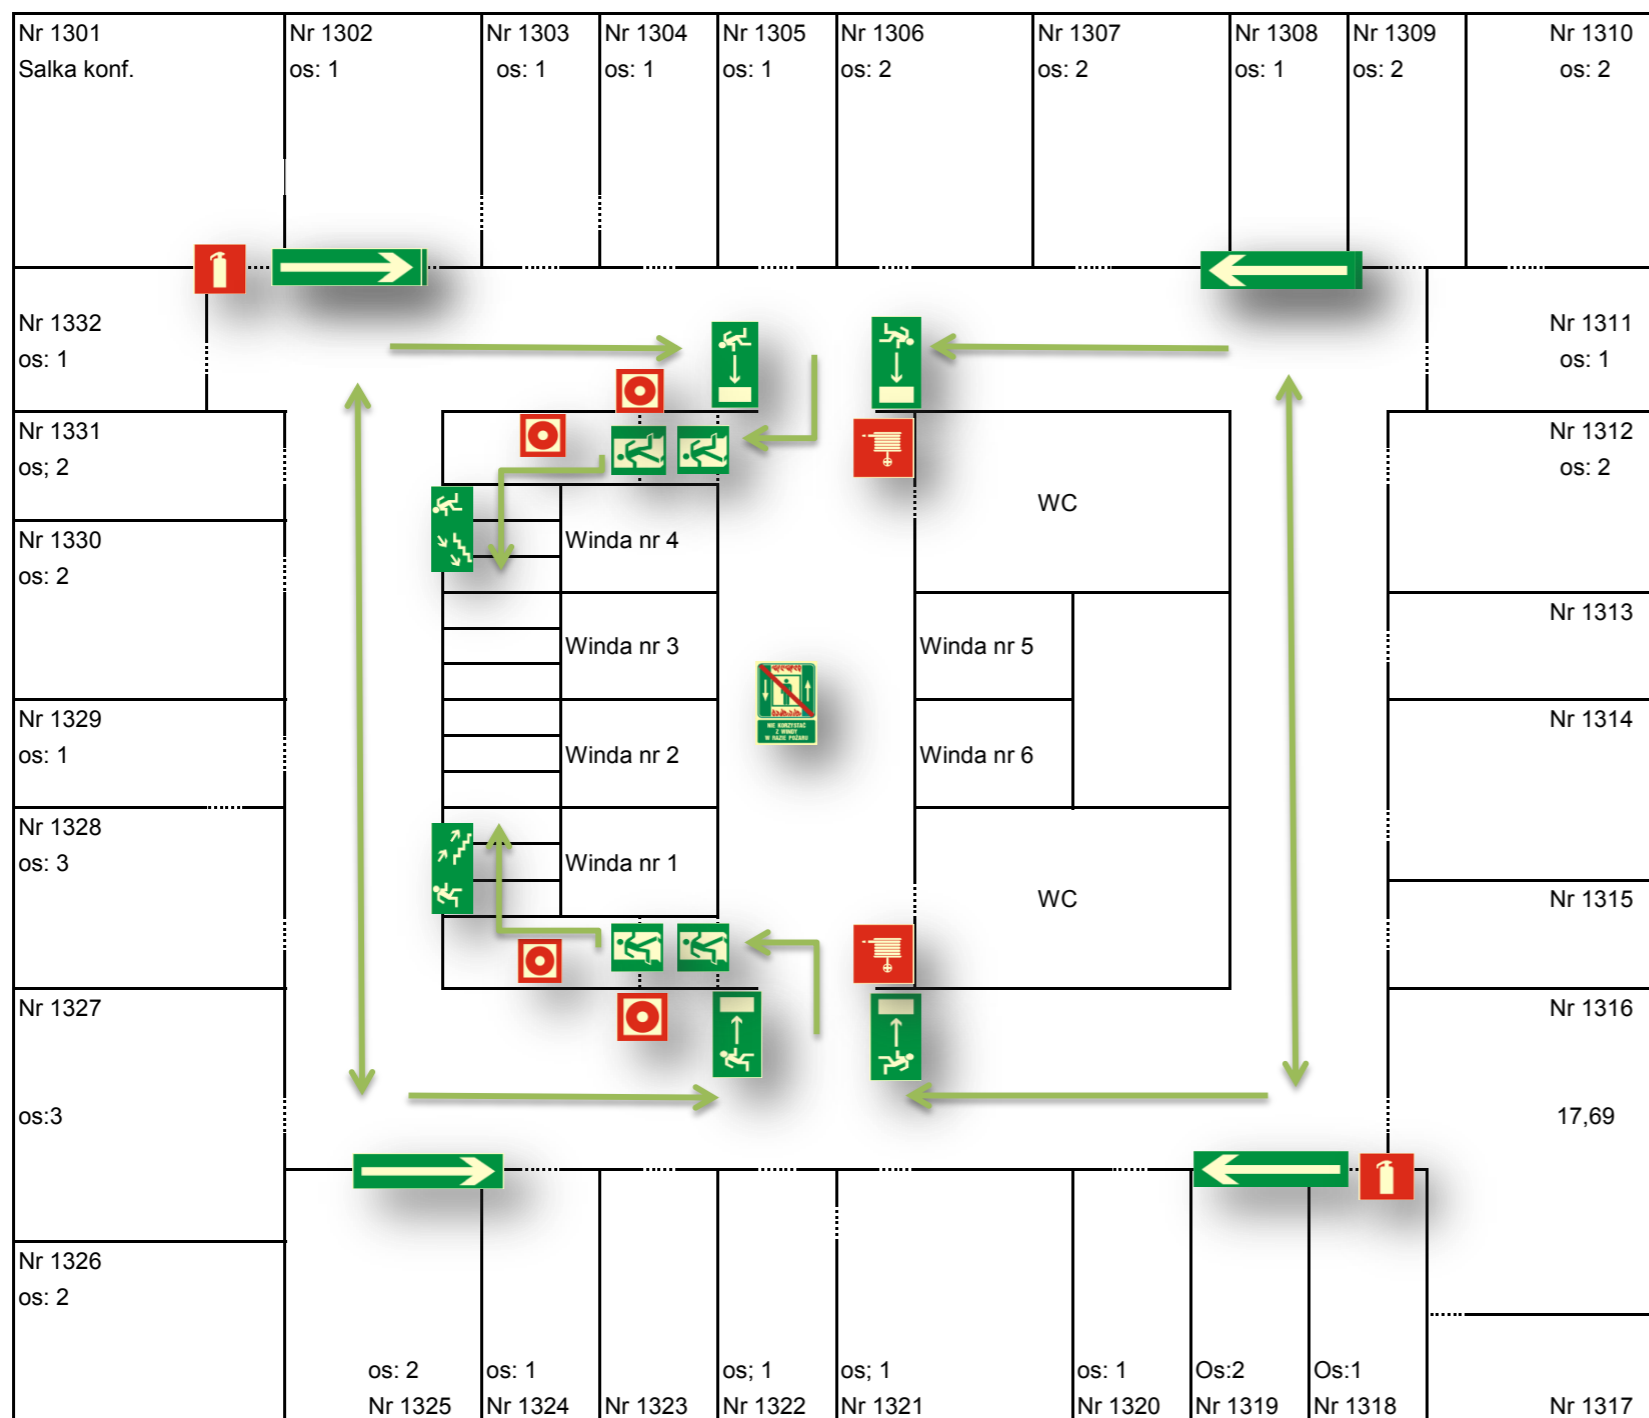 Nr 1301
Salka konf.
Nr 1302
os: 1
Nr 1303
os: 1
Nr 1304
os: 1
Nr 1305
os: 1
Nr 1306
os: 2
Nr 1307
os: 2
Nr 1308
os: 1
Nr 1309
os: 2
Nr 1310
os: 2
Nr 1332
os: 1
Nr 1311
os: 1
Nr 1331
os; 2
Nr 1312
os: 2
WC
Nr 1330
os: 2
Winda nr 4
Winda nr 3
Winda nr 5
Nr 1313
NIE KORZYSTAĆ
Z WINDY
W RAZIE POŻARU
Nr 1329
os: 1
Winda nr 2
Winda nr 6
Nr 1314
Nr 1328
os: 3
Winda nr 1
WC
Nr 1315
Nr 1327
os:3
Nr 1316
17,69
Nr 1326
os: 2
os: 2
Nr 1325
os: 1
Nr 1324
Nr 1323
os; 1
Nr 1322
os; 1
Nr 1321
os: 1
Nr 1320
Os:2
Nr 1319
Os:1
Nr 1318
Nr 1317